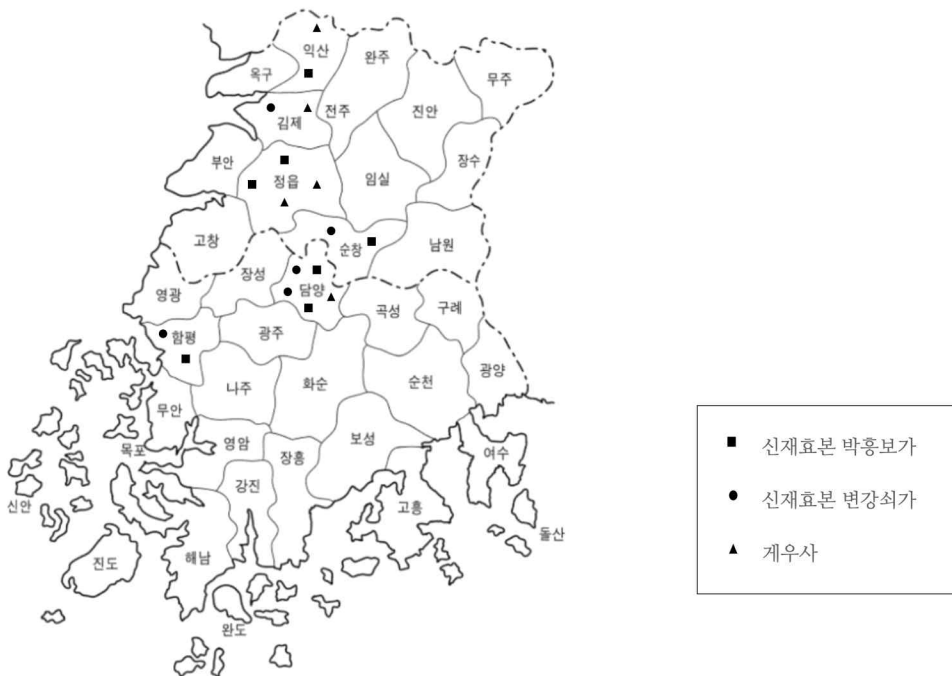 익산
완주
옥구
무주
김제
전주
진안
부안
정읍
임실
장수
고창
순창
남원
장성
담양
영광
곡성
구례
함평
광주
광양
나주
화순
순천
무안
영암
보성
여수
목포
장흥
강진
신안
고흥
돌산
진도
해남
완도
신재효본 박흥보가
신재효본 변강쇠가
게우사